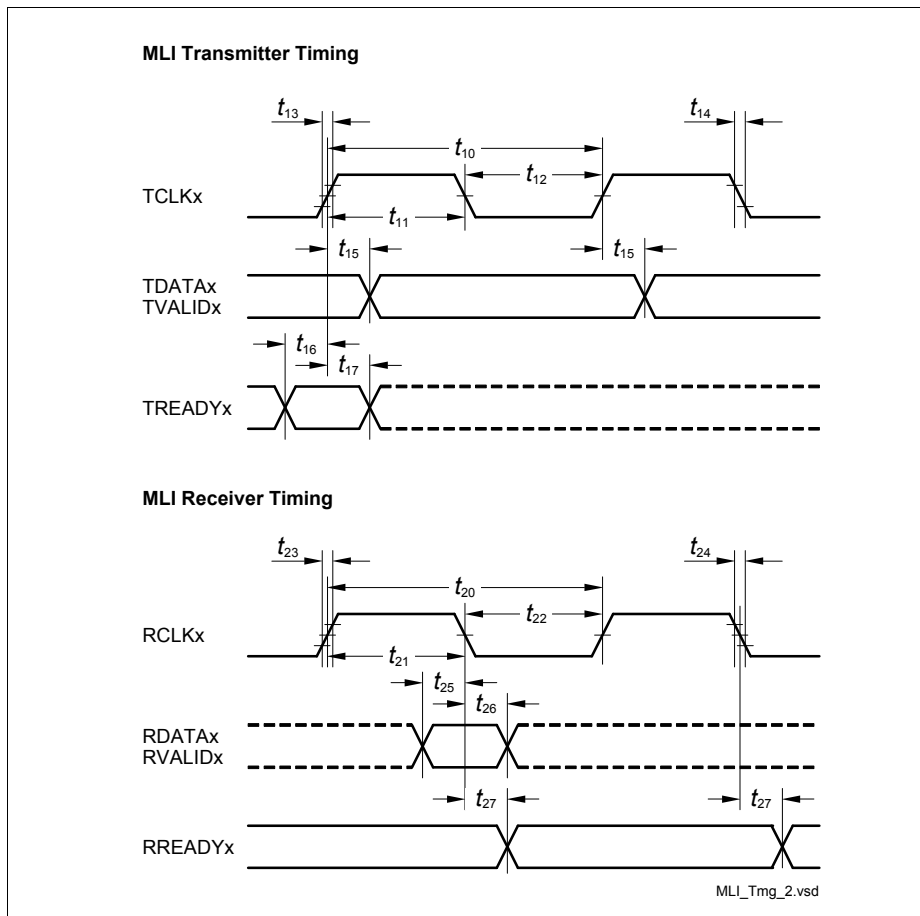 MLI Transmitter Timing
t13
t14
t10
t12
TCLKx
t11
t15
t15
TDATAx
TVALIDx
t16
t17
TREADYx
MLI Receiver Timing
t23
t24
t20
t22
RCLKx
t21
t25
t26
RDATAx
RVALIDx
t27
t27
RREADYx
MLI_Tmg_2.vsd